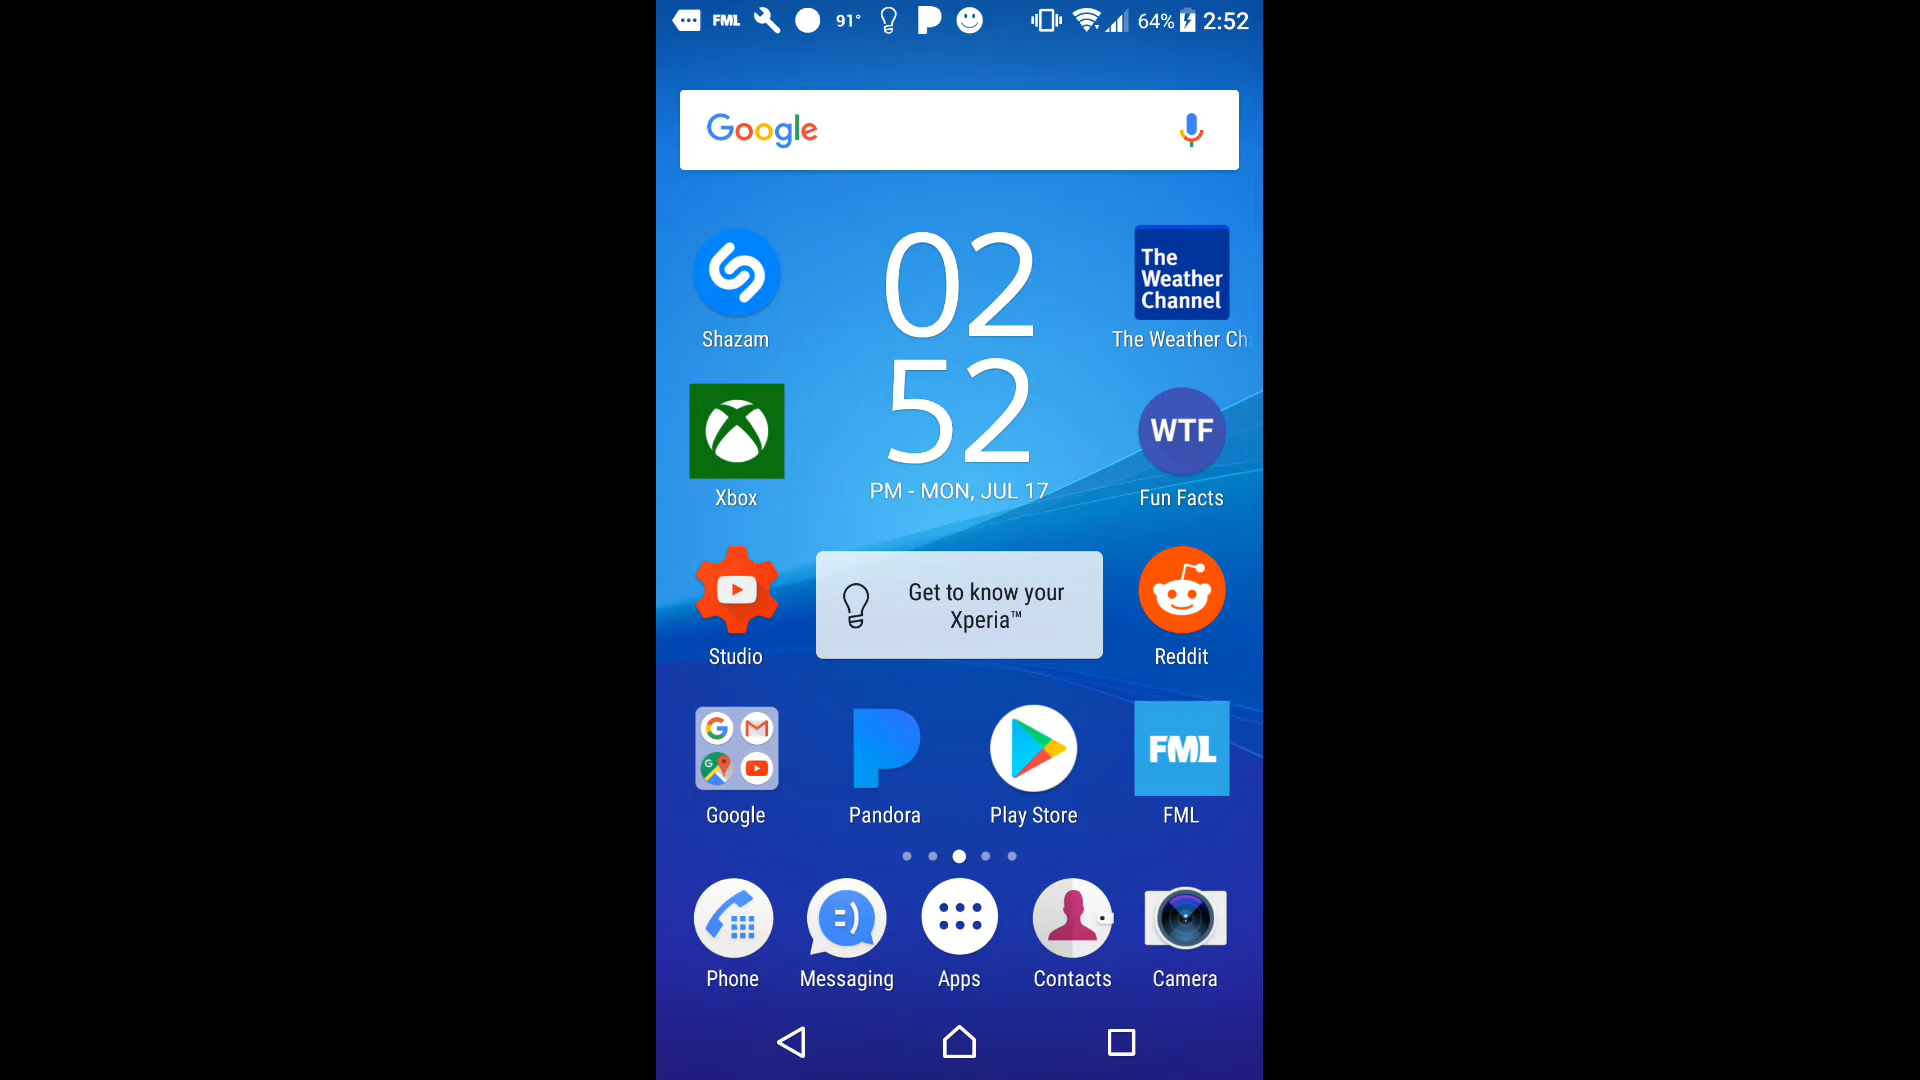 FML 91° 64% 2:52
Google
02
52
PM - MON, JUL 17
The
Weather
Channel
Shazam
The Weather Ch
WTF
Xbox
Fun Facts
Get to know your
Xperia™
Studio
Reddit
FML
Google
Pandora
Play Store
FML
Phone
Messaging
Apps
Contacts
Camera